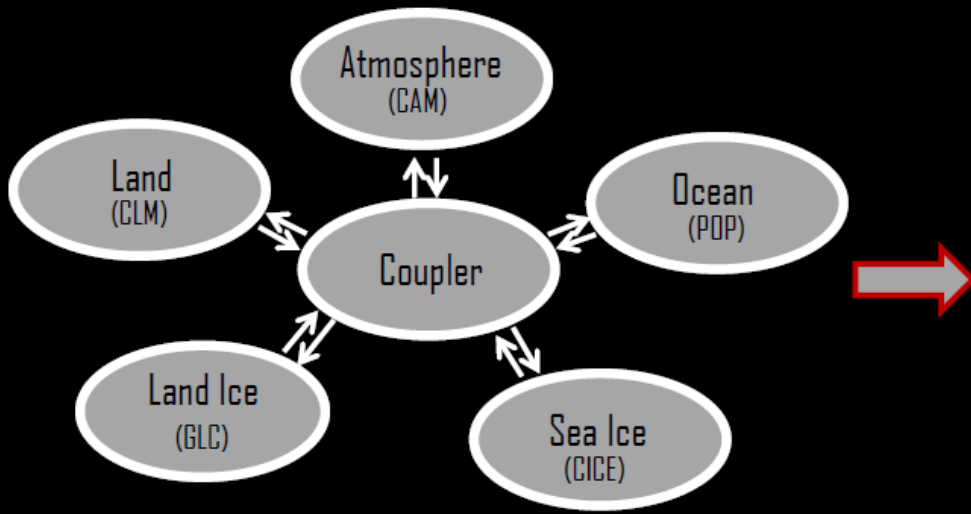 Atmosphere
(CAM)
Land
(CLM)
Ocean
(POP)
Coupler
Land Ice
(GLC)
Sea Ice
(CICE)